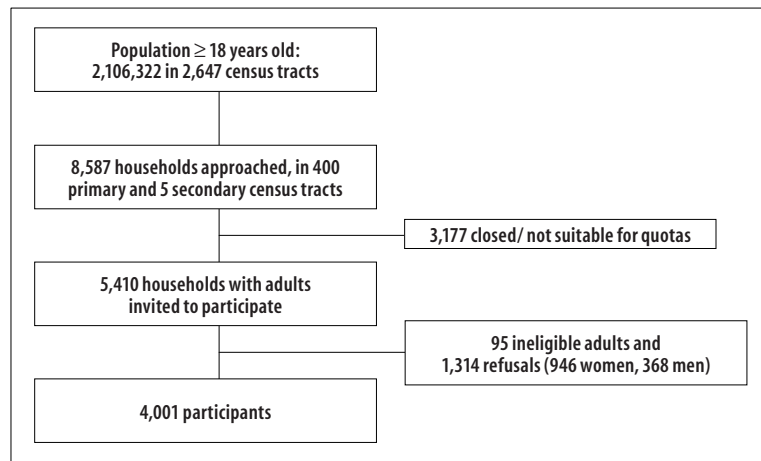 Population ≥ 18 years old:
2,106,322 in 2,647 census tracts
8,587 households approached, in 400
primary and 5 secondary census tracts
3,177 closed/ not suitable for quotas
5,410 households with adults
invited to participate
95 ineligible adults and
1,314 refusals (946 women, 368 men)
4,001 participants